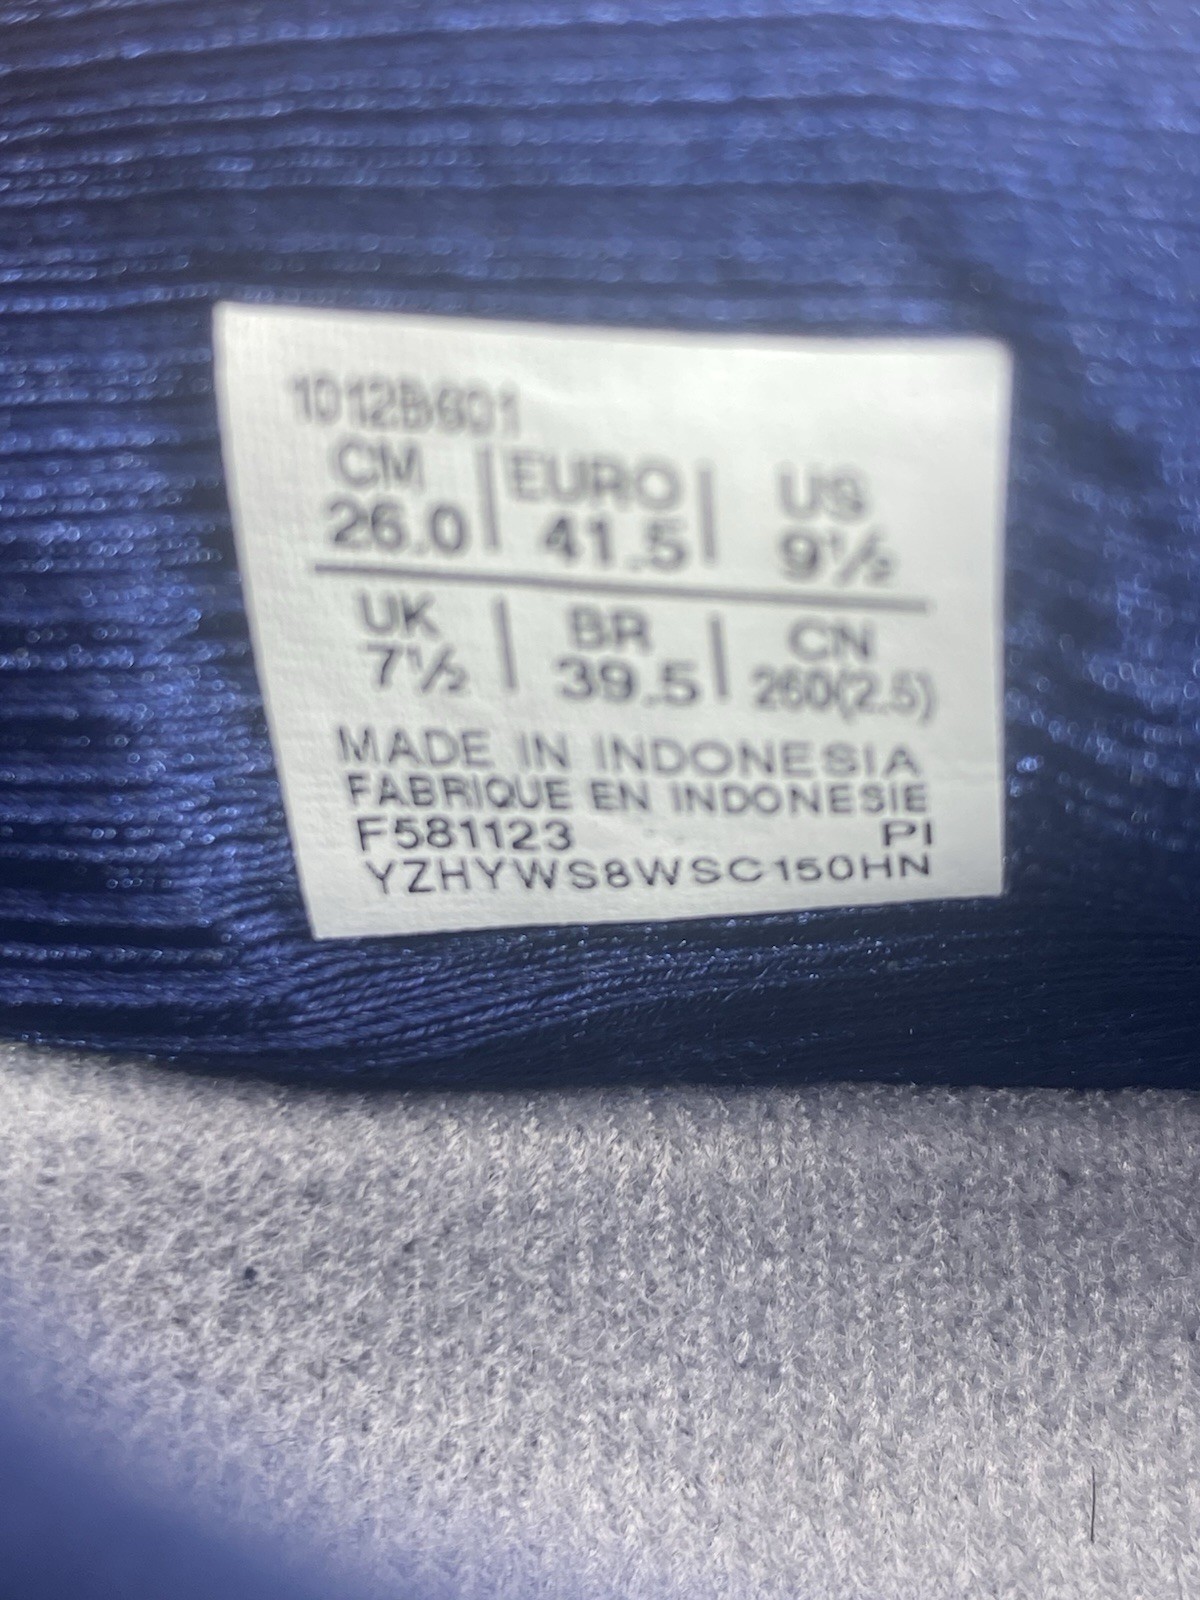 1012B601
CM | EURO | US
26.0 | 41.5 | 9½
UK | BR | CN
7½ | 39.5 | 260(2.5)
MADE IN INDONESIA
FABRIQUE EN INDONESIE
F581123 PI
YZHYWS8WSC150HN